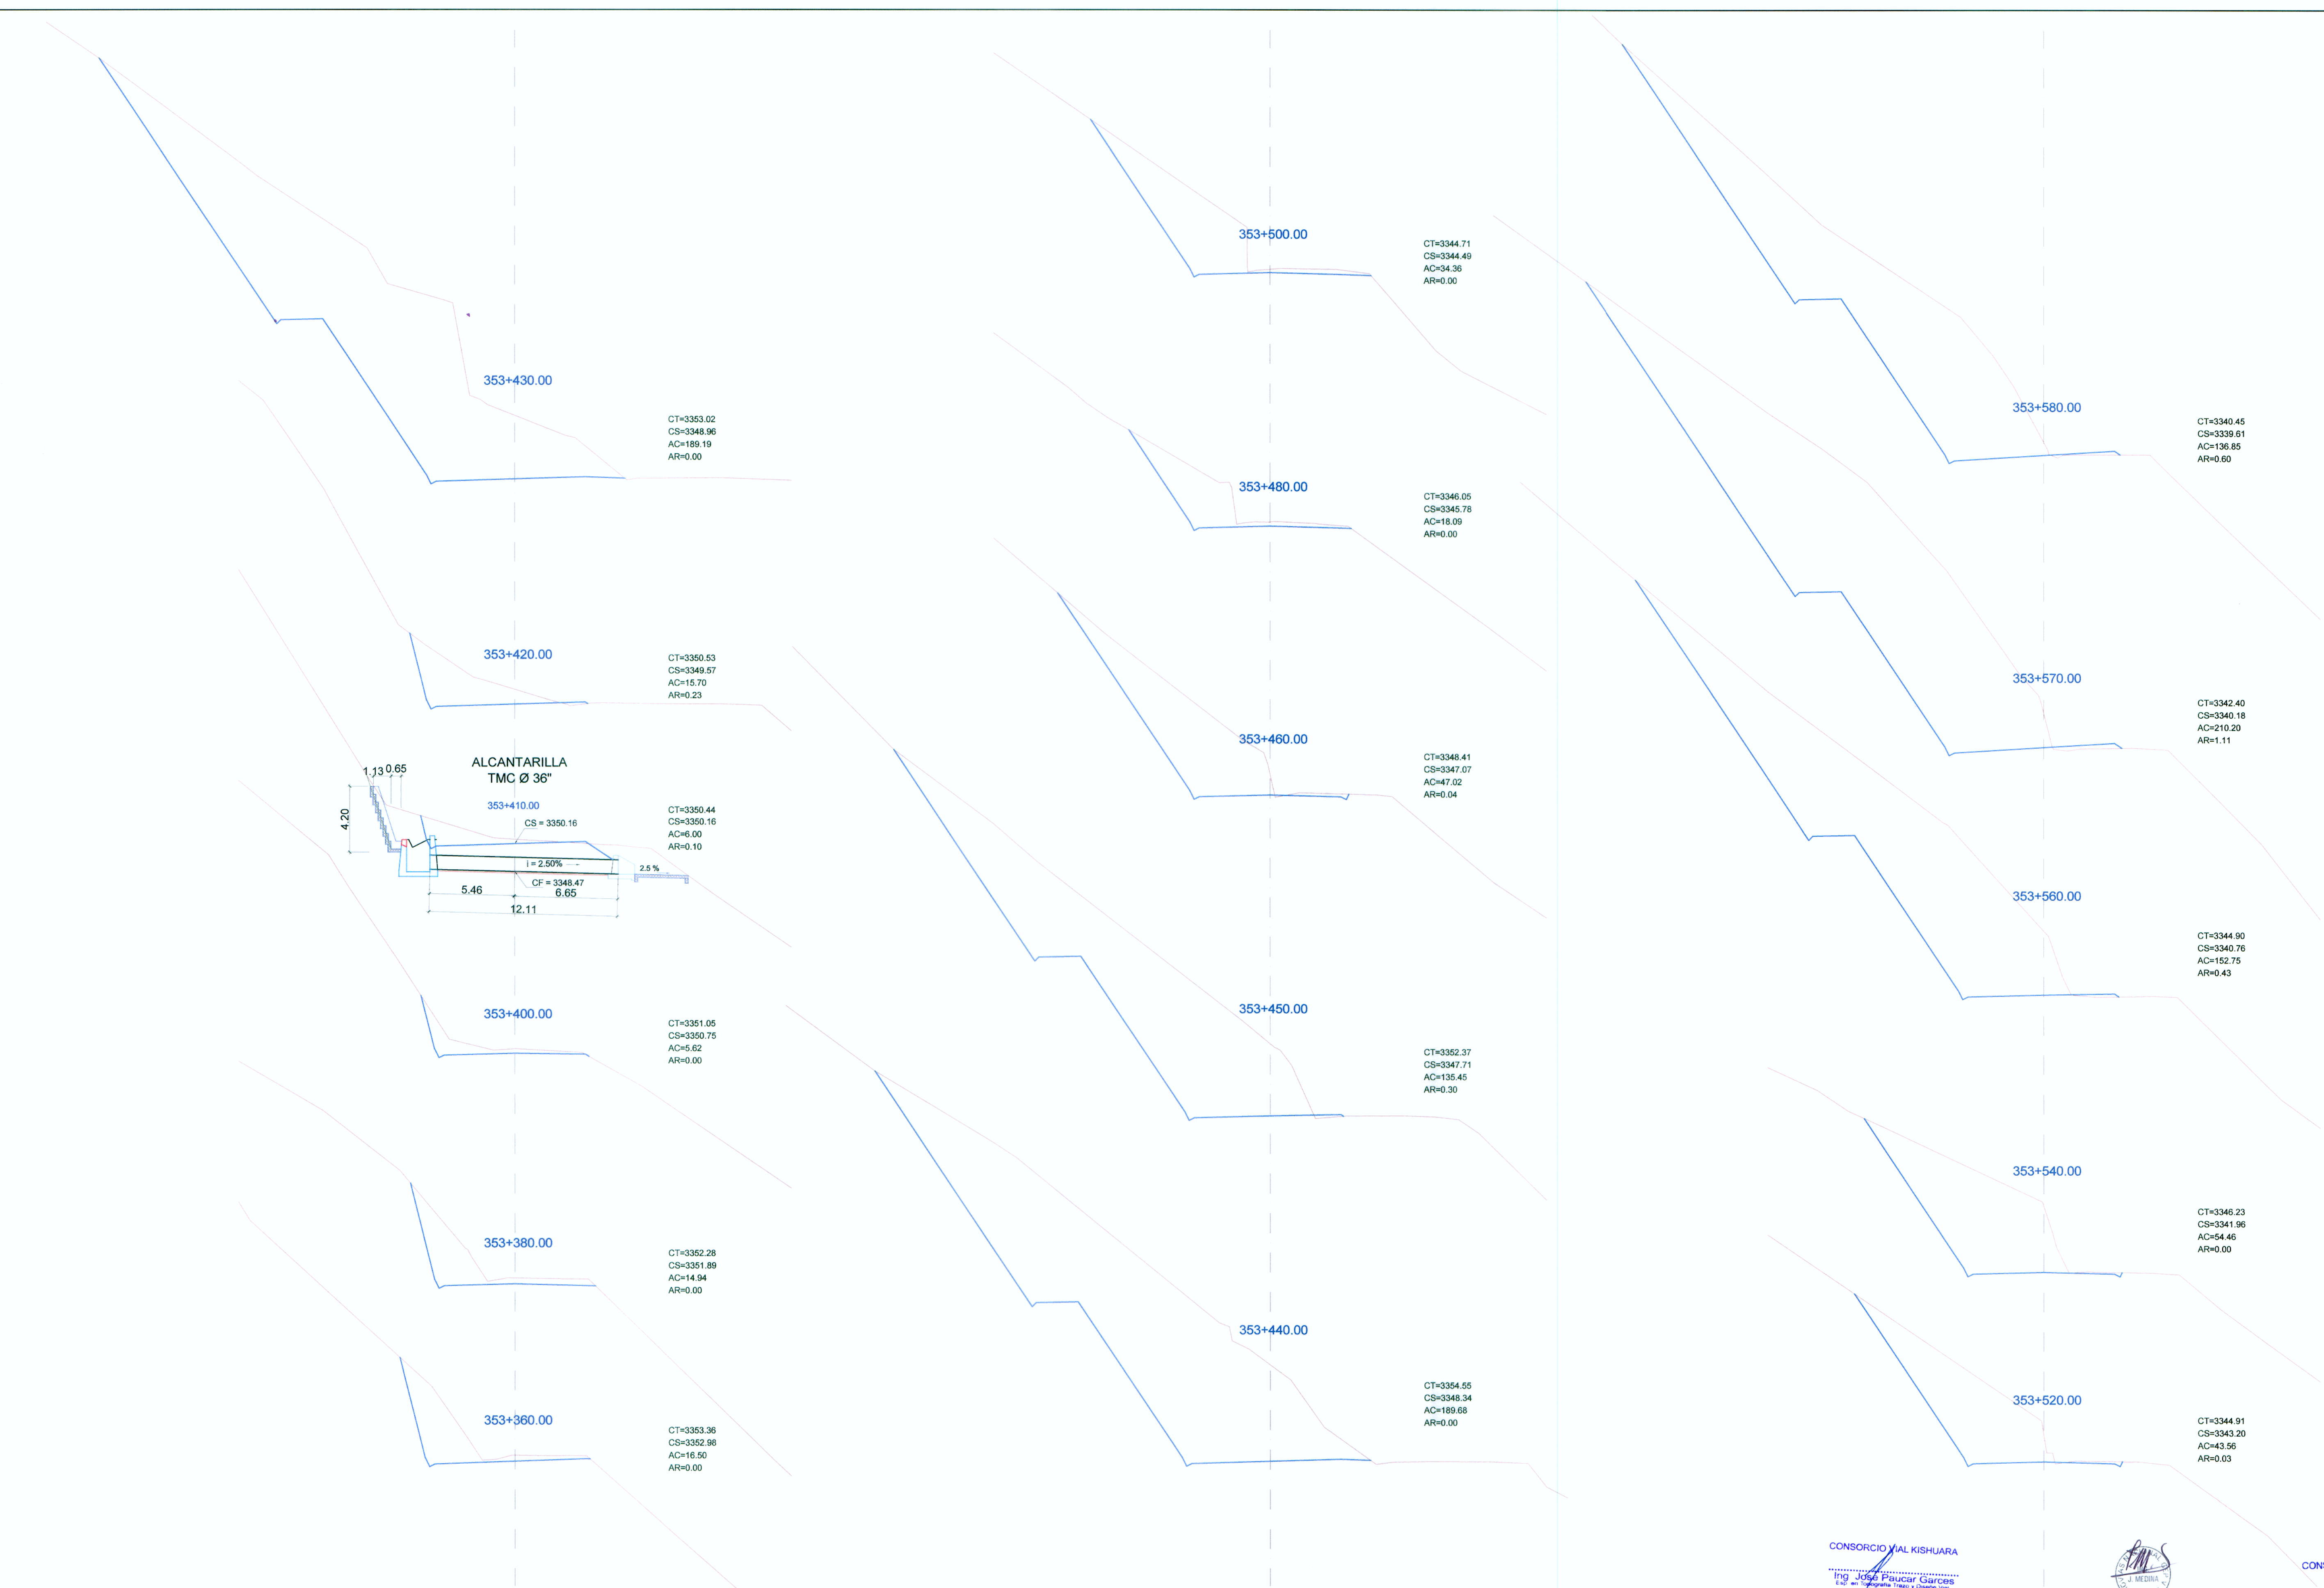 353+430.00
CT=3353.02
CS=3348.96
AC=189.19
AR=0.00
353+420.00
CT=3350.53
CS=3349.57
AC=15.70
AR=0.23
ALCANTARILLA
TMC Ø 36"
1.13 0.65
4.20
353+410.00
CS = 3350.16
CT=3350.44
CS=3350.16
AC=6.00
AR=0.10
i = 2.50%
2.5 %
CF = 3348.47
5.46
6.65
12.11
353+400.00
CT=3351.05
CS=3350.75
AC=5.62
AR=0.00
353+380.00
CT=3352.28
CS=3351.89
AC=14.94
AR=0.00
353+360.00
CT=3353.36
CS=3352.98
AC=16.50
AR=0.00
353+500.00
CT=3344.71
CS=3344.49
AC=34.36
AR=0.00
353+480.00
CT=3346.05
CS=3345.78
AC=18.09
AR=0.00
353+460.00
CT=3348.41
CS=3347.07
AC=47.02
AR=0.04
353+450.00
CT=3352.37
CS=3347.71
AC=135.45
AR=0.30
353+440.00
CT=3354.55
CS=3348.34
AC=189.68
AR=0.00
353+580.00
CT=3340.45
CS=3339.61
AC=136.85
AR=0.60
353+570.00
CT=3342.40
CS=3340.18
AC=210.20
AR=1.11
353+560.00
CT=3344.90
CS=3340.76
AC=152.75
AR=0.43
353+540.00
CT=3346.23
CS=3341.96
AC=54.46
AR=0.00
353+520.00
CT=3344.91
CS=3343.20
AC=43.56
AR=0.03
CONSORCIO VIAL KISHUARA
Ing José Paucar Garces
Esp. en Topografía Trazo y Diseño
J. MEDINA
CON